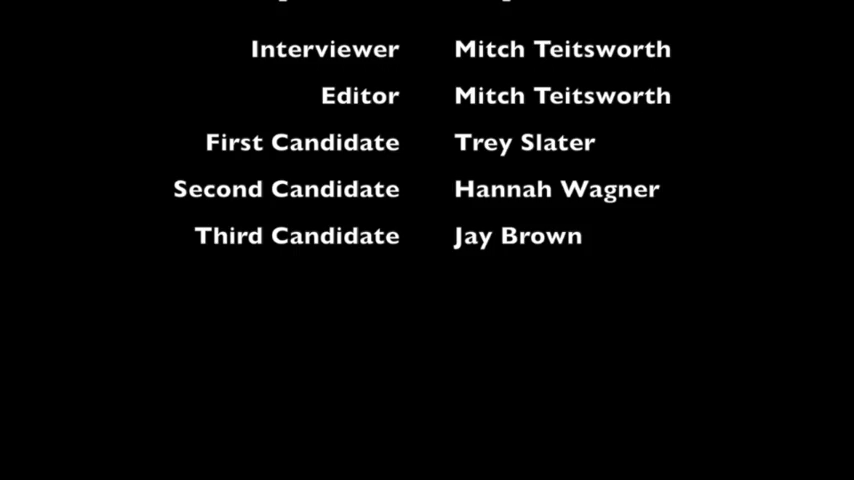 Interviewer Mitch Teitsworth
Editor Mitch Teitsworth
First Candidate Trey Slater
Second Candidate Hannah Wagner
Third Candidate Jay Brown